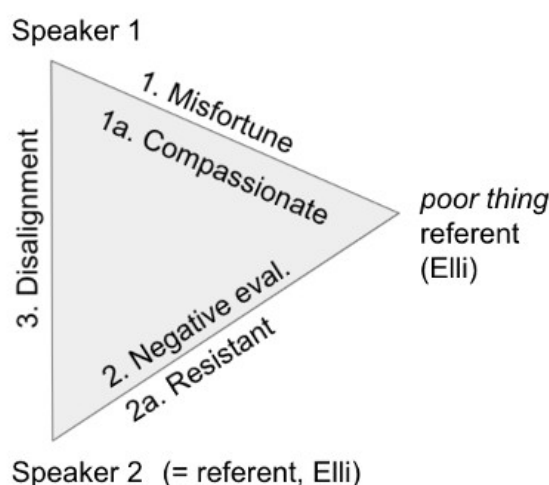 Speaker 1
1. Misfortune
1a. Compassionate
poor thing
referent
(Elli)
3. Disalignment
2. Negative eval.
2a. Resistant
Speaker 2 (= referent, Elli)